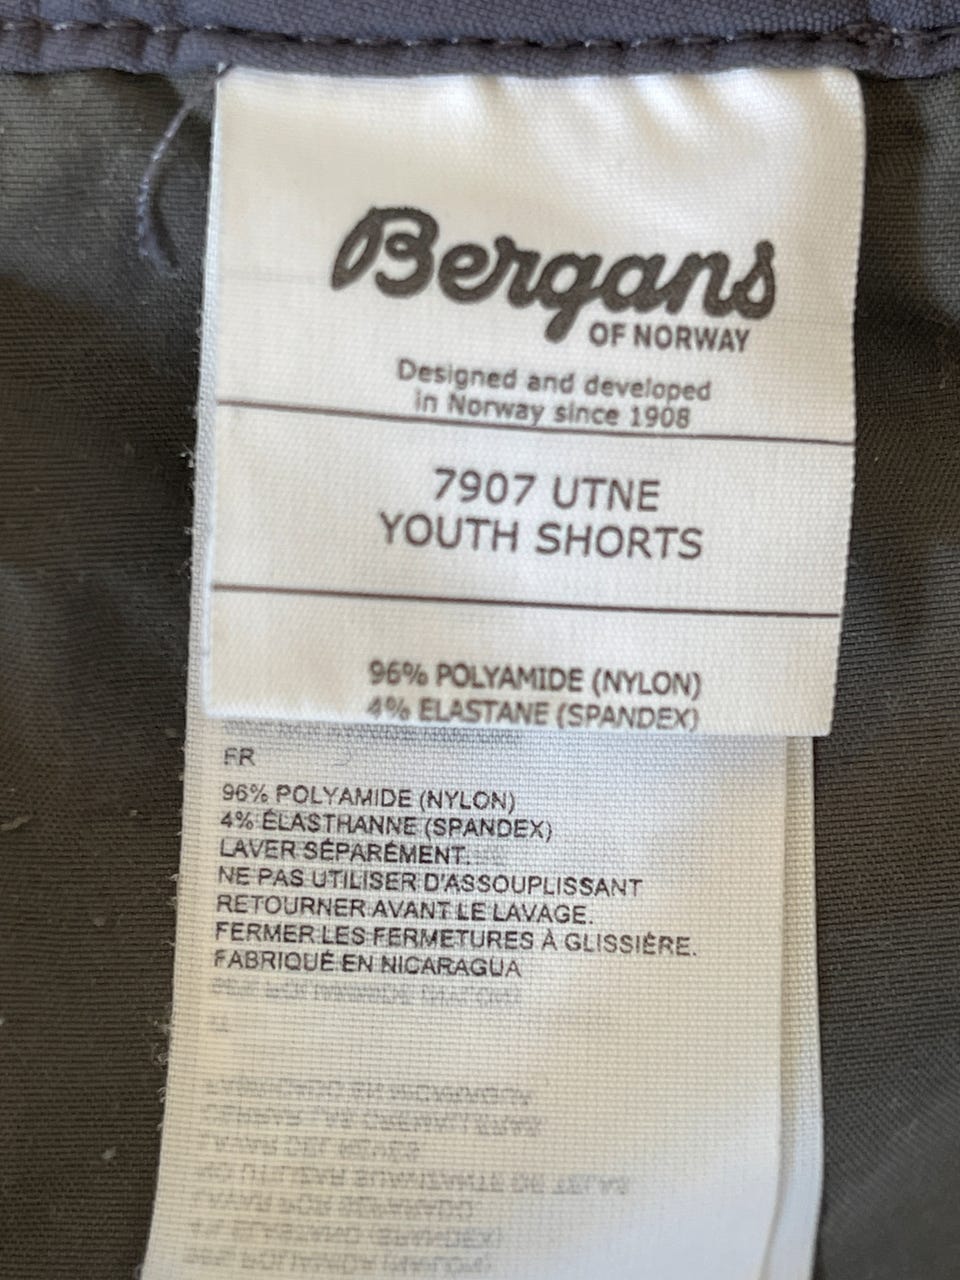 Bergans
OF NORWAY
Designed and developed
in Norway since 1908
7907 UTNE
YOUTH SHORTS
96% POLYAMIDE (NYLON)
4% ELASTANE (SPANDEX)
FR
96% POLYAMIDE (NYLON)
4% ÉLASTHANNE (SPANDEX)
LAVER SÉPARÉMENT.
NE PAS UTILISER D'ASSOUPLISSANT
RETOURNER AVANT LE LAVAGE.
FERMER LES FERMETURES À GLISSIÈRE.
FABRIQUÉ EN NICARAGUA